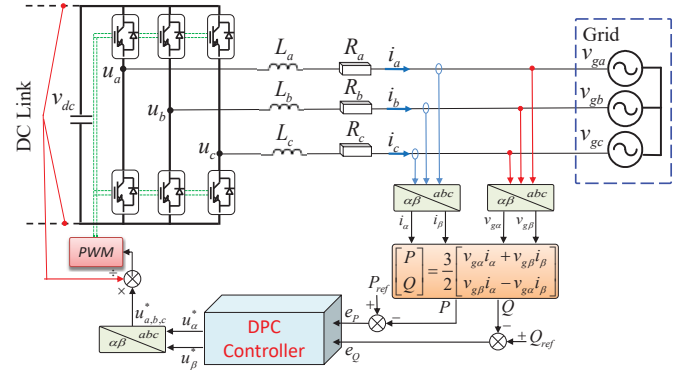 DC Link
v_dc
u_a
u_b
u_c
L_a
L_b
L_c
R_a
R_b
R_c
i_a
i_b
i_c
Grid
v_ga
v_gb
v_gc
αβ abc
αβ abc
i_α
i_β
v_gα
v_gβ
[P Q] = 3/2 [v_gα i_α + v_gβ i_β
v_gβ i_α − v_gα i_β]
PWM
÷
×
u*_a,b,c
αβ abc
u*_α
u*_β
DPC
Controller
e_P
e_Q
P_ref
+
−
P
Q
−
+ Q_ref